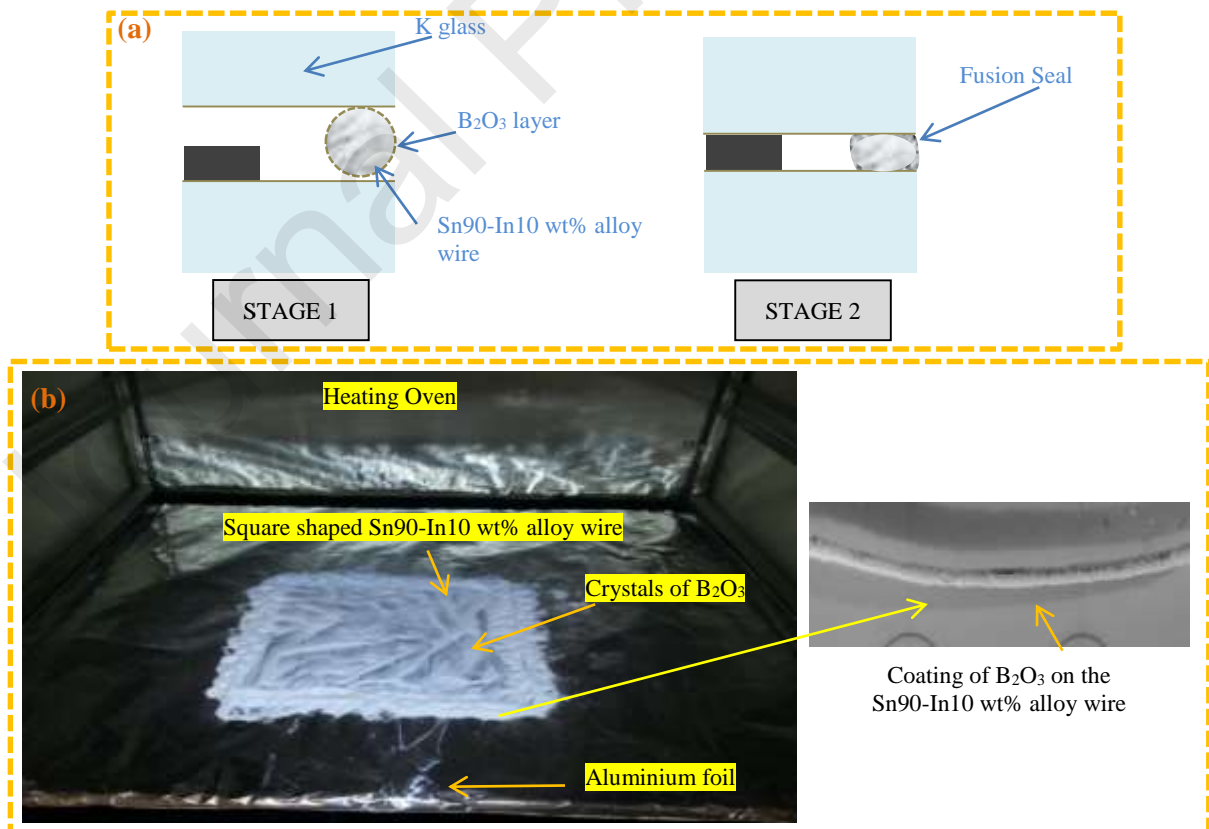 (a)
K glass
B₂O₃ layer
Sn90-In10 wt% alloy
wire
STAGE 1
Fusion Seal
STAGE 2
(b)
Heating Oven
Square shaped Sn90-In10 wt% alloy wire
Crystals of B₂O₃
Aluminium foil
Coating of B₂O₃ on the
Sn90-In10 wt% alloy wire